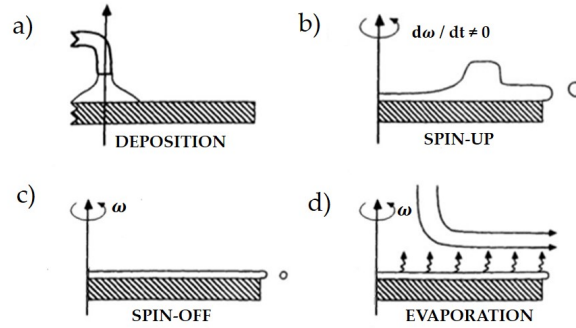 a)
DEPOSITION
b)
dω / dt ≠ 0
SPIN-UP
c)
ω
SPIN-OFF
d)
ω
EVAPORATION